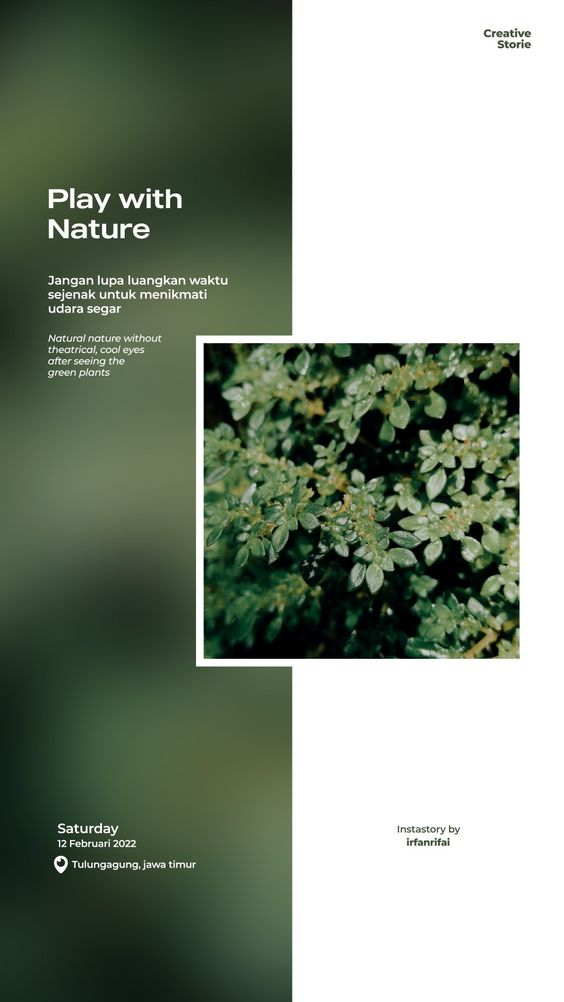 Creative
Storie
Play with
Nature
Jangan lupa luangkan waktu
sejenak untuk menikmati
udara segar
Natural nature without
theatrical, cool eyes
after seeing the
green plants
Saturday
12 Februari 2022
Tulungagung, jawa timur
Instastory by
irfanrifai